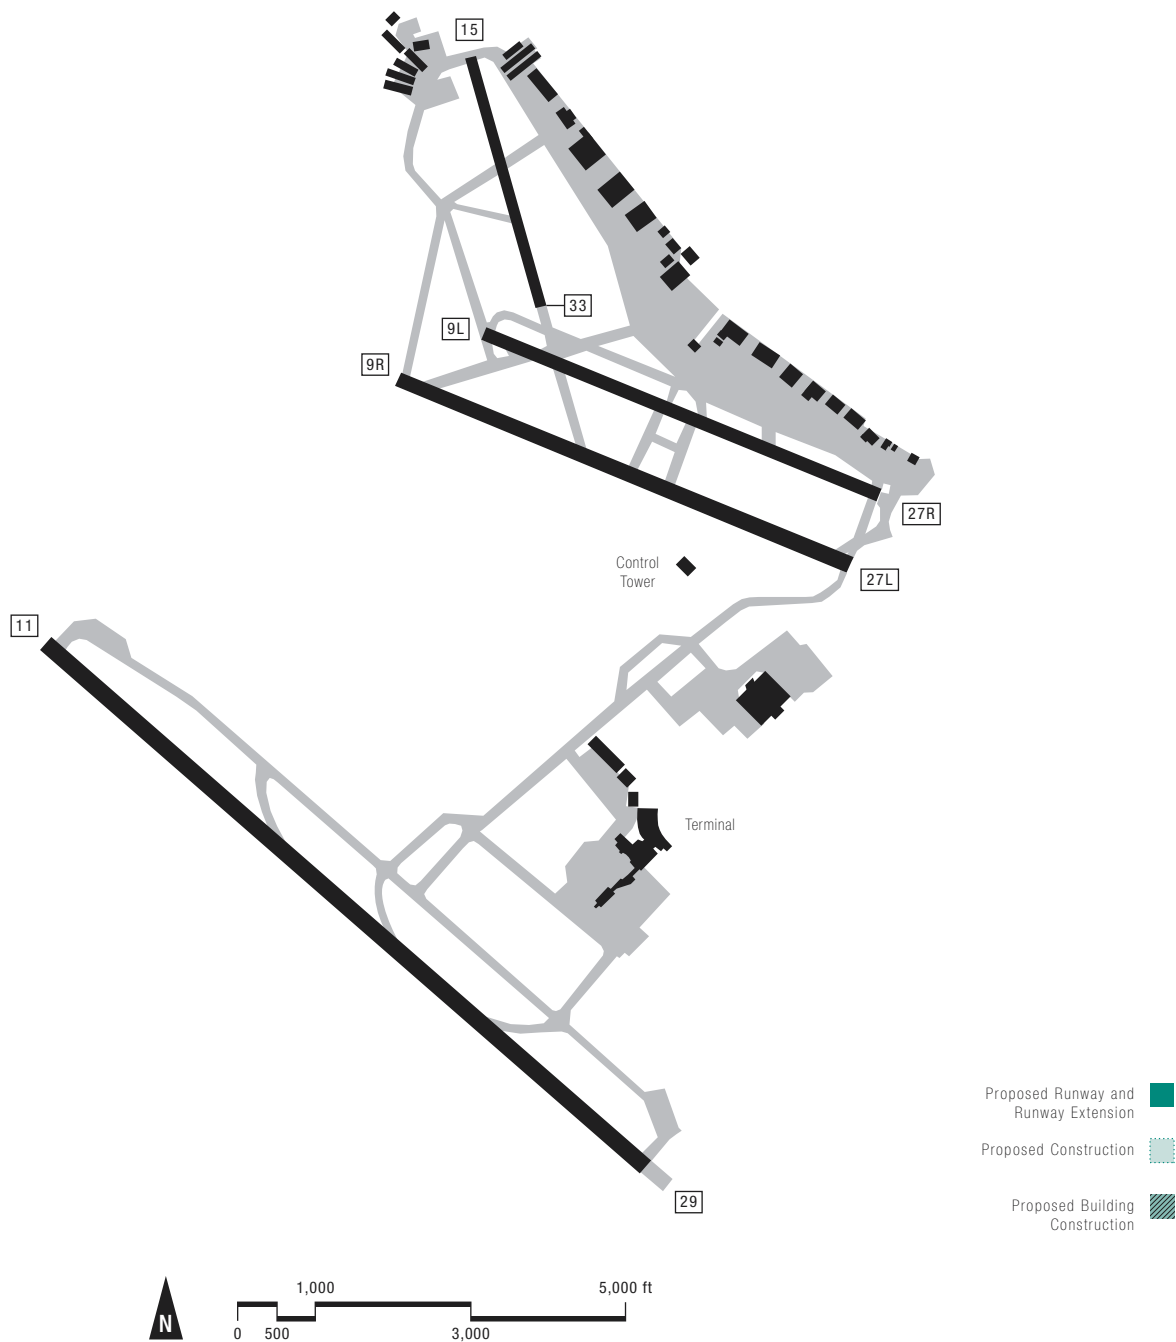 15
33
9L
9R
27R
Control
Tower
27L
11
Terminal
Proposed Runway and
Runway Extension
Proposed Construction
Proposed Building
Construction
29
1,000
5,000 ft
N
0
500
3,000